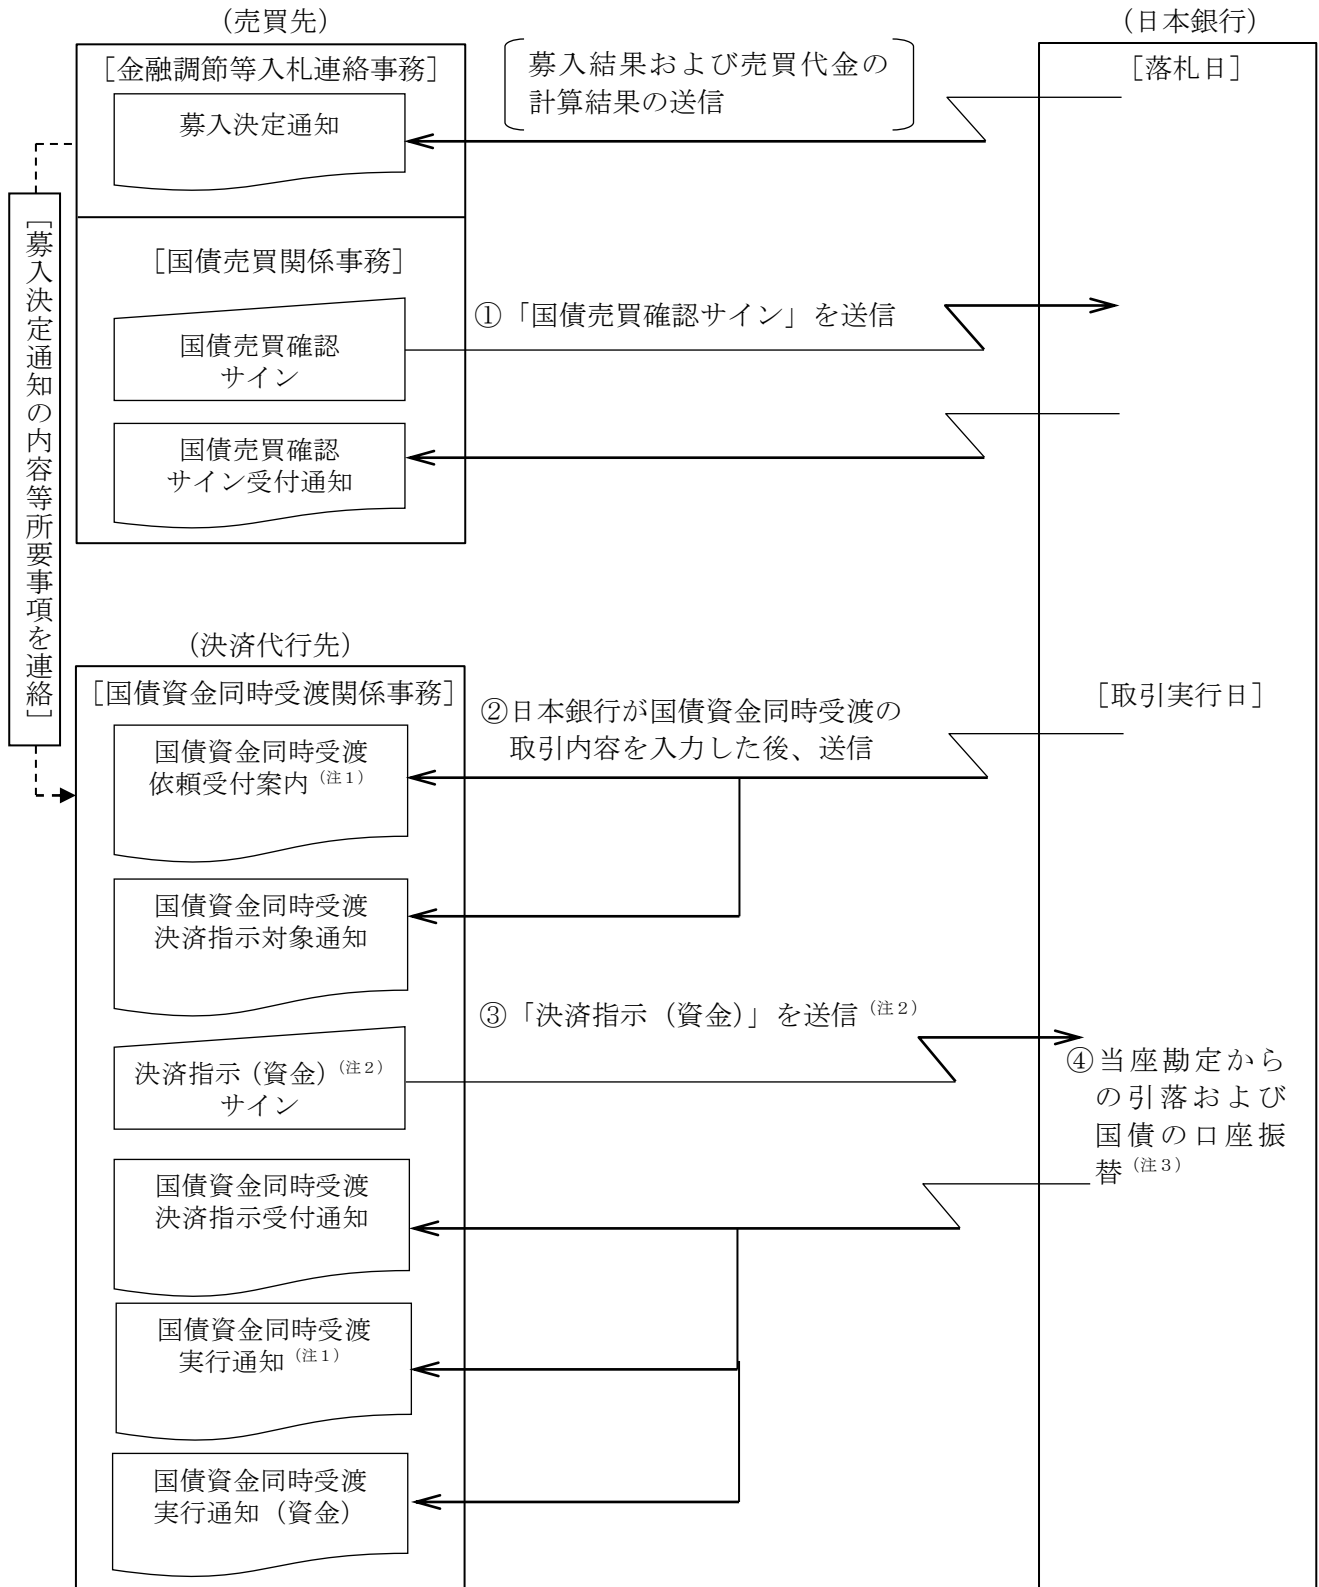 (売買先)
(日本銀行)
[金融調節等入札連絡事務]
募入結果および売買代金の
計算結果の送信
[落札日]
募入決定通知
[募入決定通知の内容等所要事項を連絡]
[国債売買関係事務]
①「国債売買確認サイン」を送信
国債売買確認
サイン
国債売買確認
サイン受付通知
(決済代行先)
[国債資金同時受渡関係事務]
②日本銀行が国債資金同時受渡の
取引内容を入力した後、送信
[取引実行日]
国債資金同時受渡
依頼受付案内(注1)
国債資金同時受渡
決済指示対象通知
③「決済指示(資金)」を送信(注2)
決済指示(資金)(注2)
サイン
④当座勘定から
の引落および
国債の口座振
替(注3)
国債資金同時受渡
決済指示受付通知
国債資金同時受渡
実行通知(注1)
国債資金同時受渡
実行通知(資金)